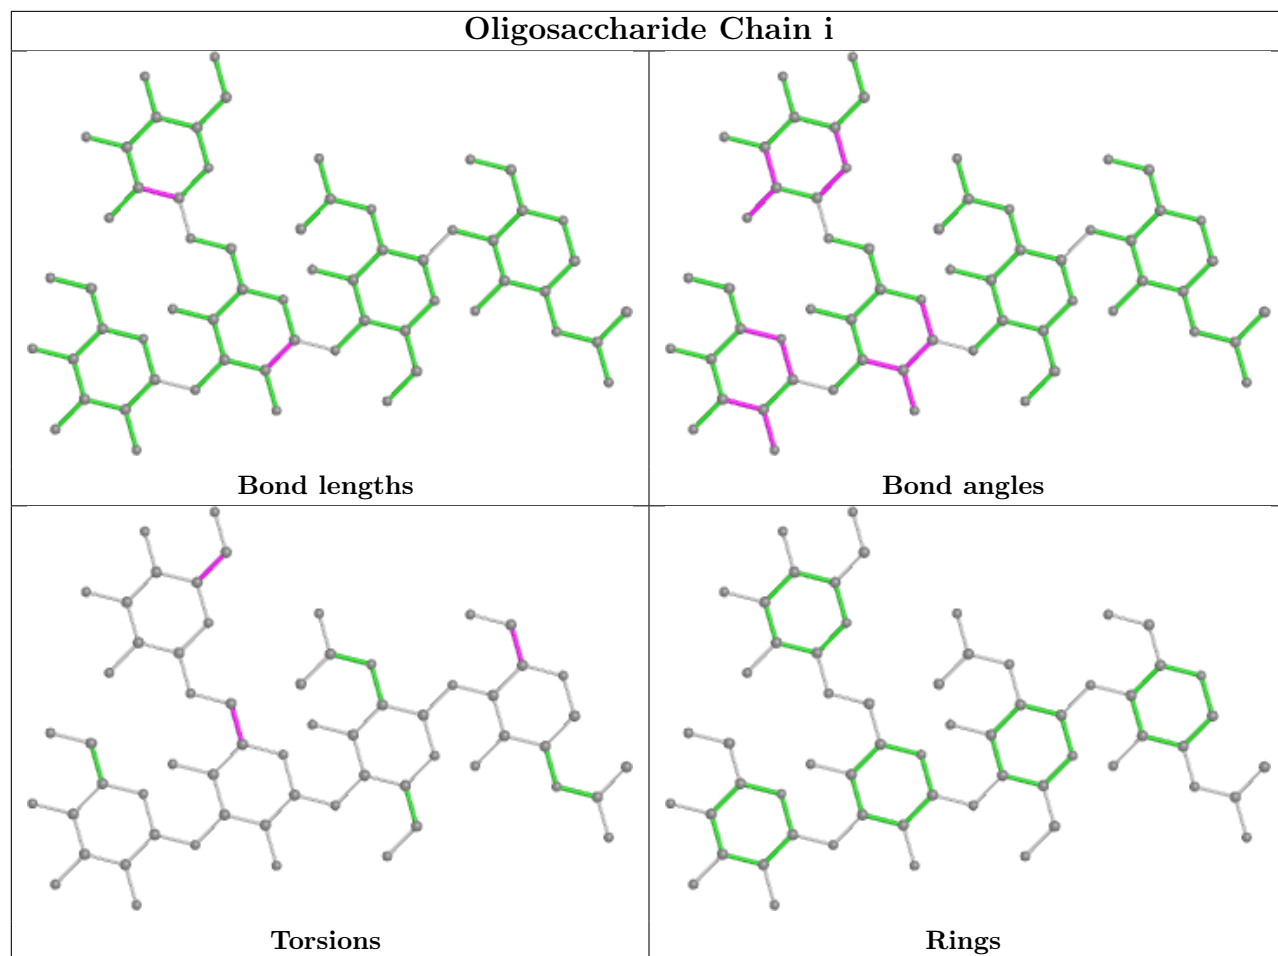 Oligosaccharide Chain i
Bond lengths
Bond angles
Torsions
Rings